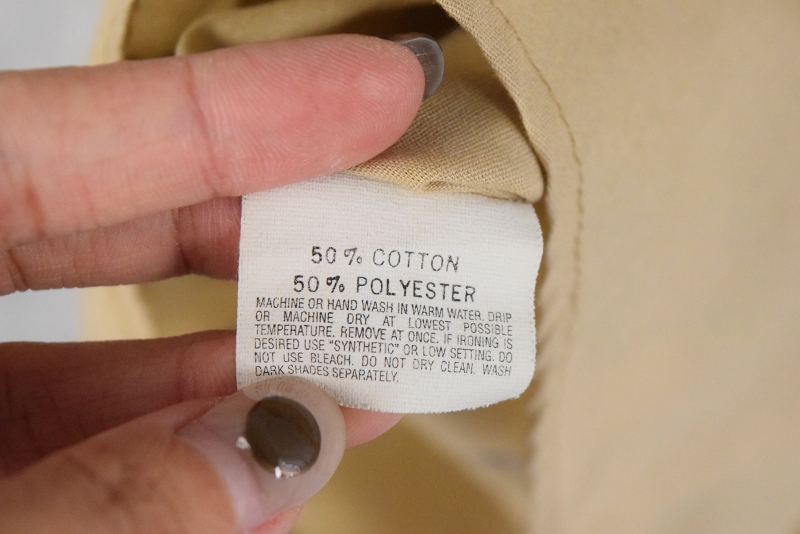 50% COTTON
50% POLYESTER
MACHINE OR HAND WASH IN WARM WATER. DRIP
OR MACHINE DRY AT LOWEST POSSIBLE
TEMPERATURE. REMOVE AT ONCE. IF IRONING IS
DESIRED USE "SYNTHETIC" OR LOW SETTING. DO
NOT USE BLEACH. DO NOT DRY CLEAN. WASH
DARK SHADES SEPARATELY.